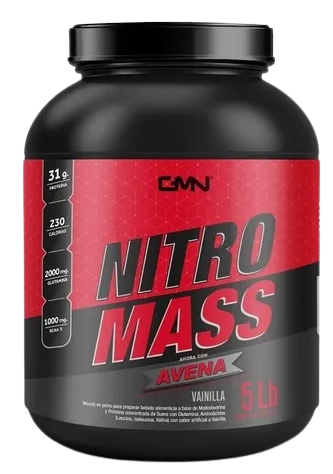 GMN
31 g.
PROTEÍNA
230
CALORÍAS
2000 mg.
GLUTAMINA
1000 mg.
BCAA'S
NITRO
MASS
AHORA CON
AVENA
VAINILLA
5 Lb
Mezcla en polvo para preparar bebida alimenticia a base de Maltodextrina
y Proteína concentrada de Suero con Glutamina, Aminoácidos
(Leucina, Isoleucina, Valina) con sabor artificial a Vainilla